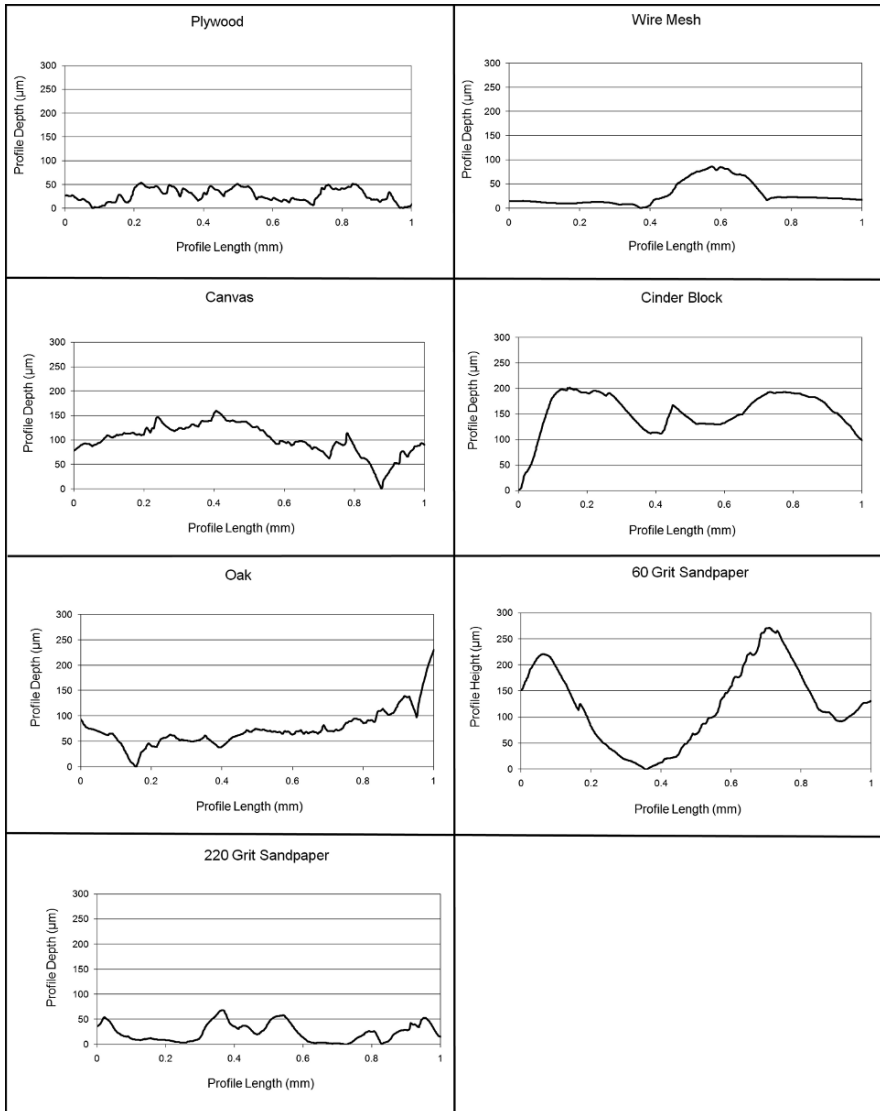 Plywood
Profile Depth (µm)
300
250
200
150
100
50
0
0 0.2 0.4 0.6 0.8 1
Profile Length (mm)
Wire Mesh
Profile Depth (µm)
300
250
200
150
100
50
0
0 0.2 0.4 0.6 0.8 1
Profile Length (mm)
Canvas
Profile Depth (µm)
300
250
200
150
100
50
0
0 0.2 0.4 0.6 0.8 1
Profile Length (mm)
Cinder Block
Profile Depth (µm)
300
250
200
150
100
50
0
0 0.2 0.4 0.6 0.8 1
Profile Length (mm)
Oak
Profile Depth (µm)
300
250
200
150
100
50
0
0 0.2 0.4 0.6 0.8 1
Profile Length (mm)
60 Grit Sandpaper
Profile Height (µm)
300
250
200
150
100
50
0
0 0.2 0.4 0.6 0.8 1
Profile Length (mm)
220 Grit Sandpaper
Profile Depth (µm)
300
250
200
150
100
50
0
0 0.2 0.4 0.6 0.8 1
Profile Length (mm)